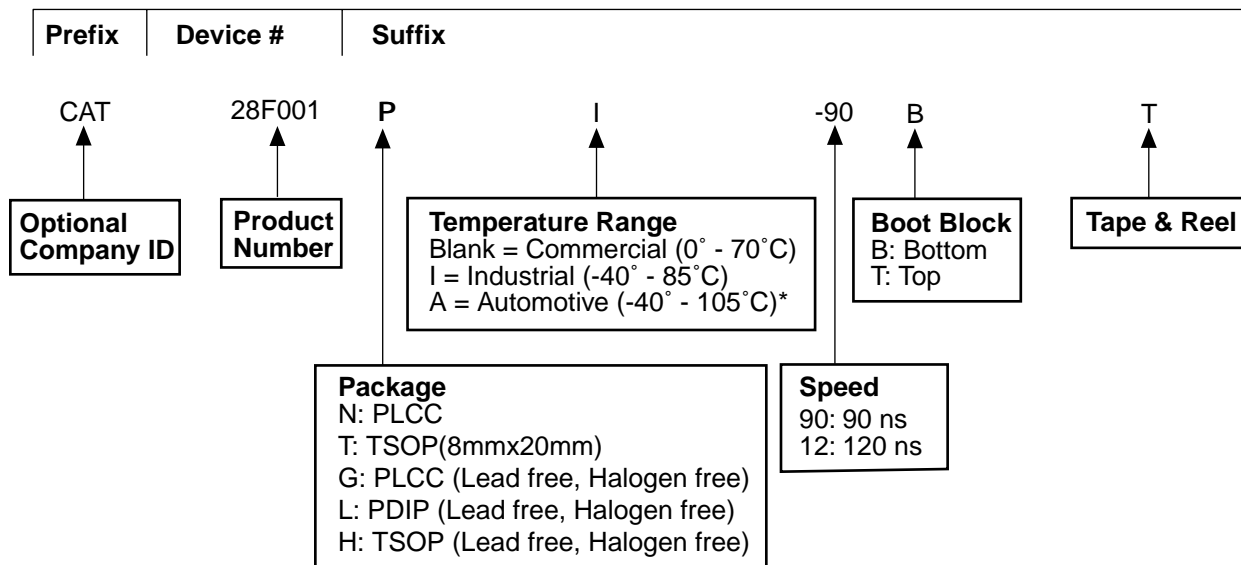 Prefix Device # Suffix
CAT 28F001 P I -90 B T
Optional
Company ID
Product
Number
Temperature Range
Blank = Commercial (0˚ - 70˚C)
I = Industrial (-40˚ - 85˚C)
A = Automotive (-40˚ - 105˚C)*
Boot Block
B: Bottom
T: Top
Tape & Reel
Package
N: PLCC
T: TSOP(8mmx20mm)
G: PLCC (Lead free, Halogen free)
L: PDIP (Lead free, Halogen free)
H: TSOP (Lead free, Halogen free)
Speed
90: 90 ns
12: 120 ns